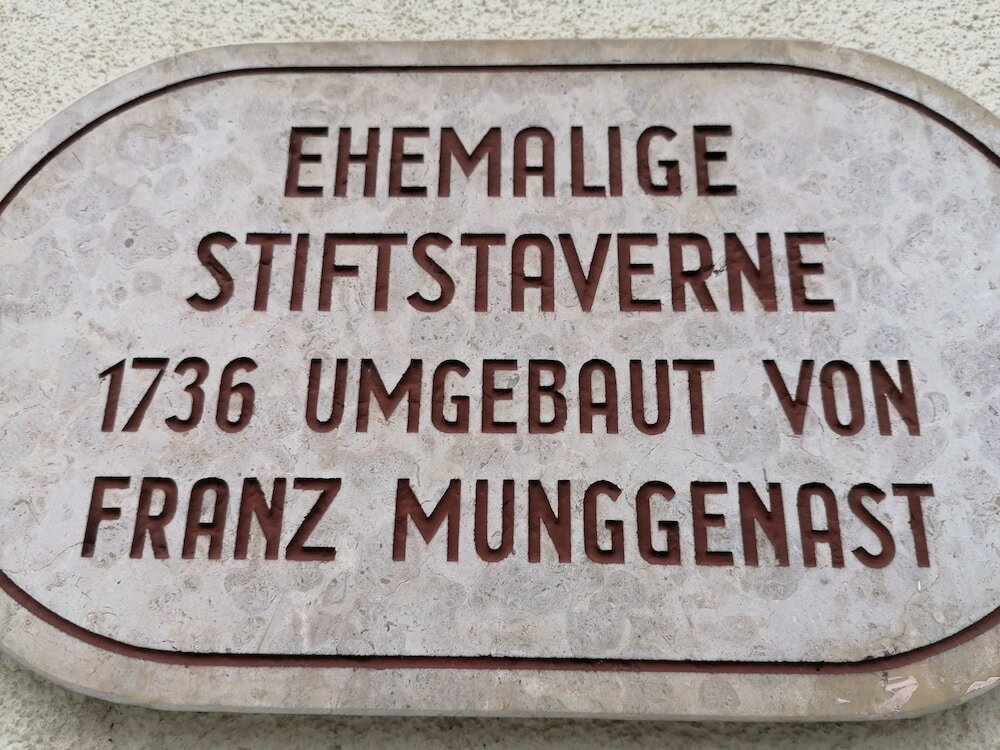 EHEMALIGE
STIFTSTAVERNE
1736 UMGEBAUT VON
FRANZ MUNGGENAST